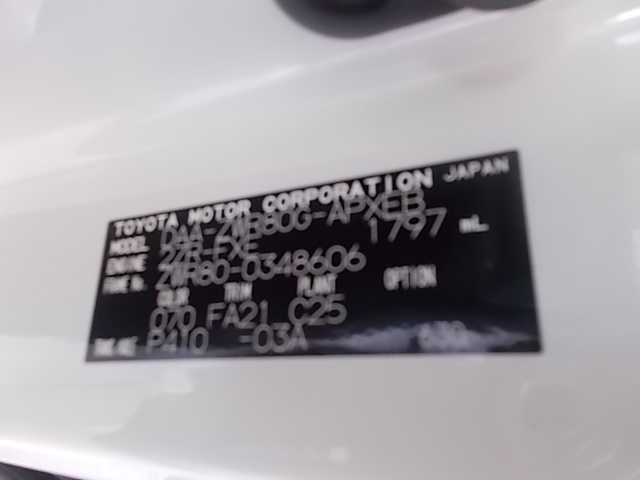 TOYOTA MOTOR CORPORATION JAPAN
MODEL DAA-ZWR80G-APXEB
ENGINE 2ZR-FXE 1797 mL
FRAME No. ZWR80-0348606
COLOR TRIM PLANT OPTION
070 FA21 C25
P410 -03A 630